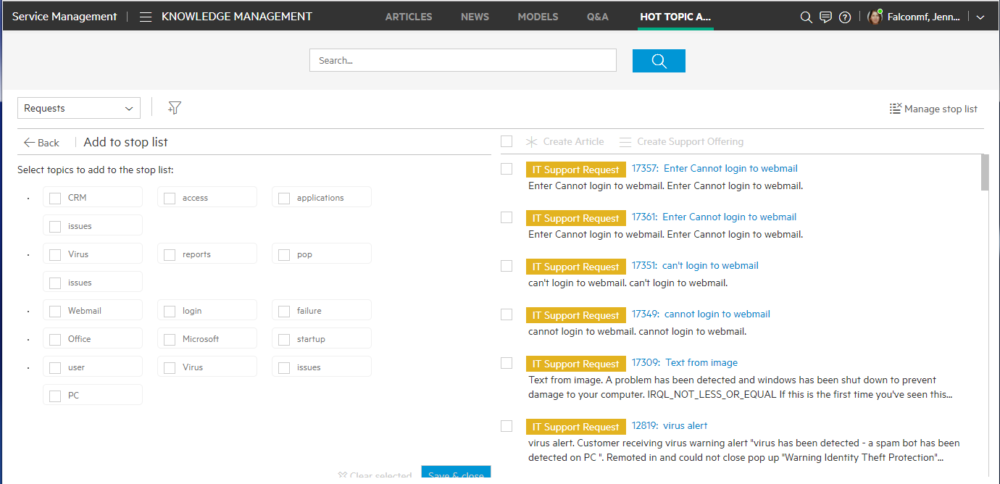 Service Management KNOWLEDGE MANAGEMENT ARTICLES NEWS MODELS Q&A HOT TOPIC A... Falconmf, Jenn...
Search...
Requests Manage stop list
Back Add to stop list
Select topics to add to the stop list:
CRM access applications
issues
Virus reports pop
issues
Webmail login failure
Office Microsoft startup
user Virus issues
PC
Clear selected Save & close
Create Article Create Support Offering
IT Support Request 17357: Enter Cannot login to webmail
Enter Cannot login to webmail. Enter Cannot login to webmail.
IT Support Request 17361: Enter Cannot login to webmail
Enter Cannot login to webmail. Enter Cannot login to webmail.
IT Support Request 17351: can't login to webmail
can't login to webmail. can't login to webmail.
IT Support Request 17349: cannot login to webmail
cannot login to webmail. cannot login to webmail.
IT Support Request 17309: Text from image
Text from image. A problem has been detected and windows has been shut down to prevent
damage to your computer. IRQL_NOT_LESS_OR_EQUAL If this is the first time you've seen this...
IT Support Request 12819: virus alert
virus alert. Customer receiving virus warning alert "virus has been detected - a spam bot has been
detected on PC ". Remoted in and could not close pop up "Warning Identity Theft Protection"...